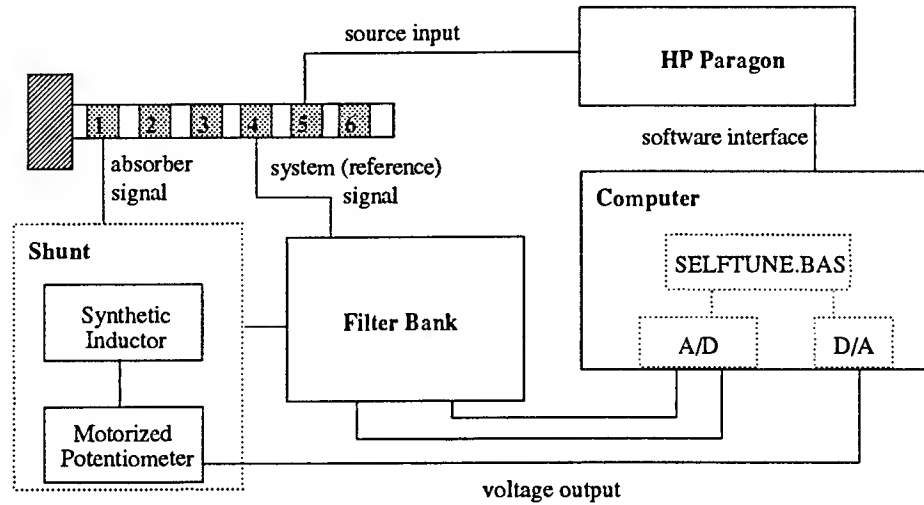 source input
HP Paragon
1 2 3 4 5 6
absorber
signal
system (reference)
signal
software interface
Computer
Shunt
SELFTUNE.BAS
Synthetic
Inductor
Filter Bank
A/D
D/A
Motorized
Potentiometer
voltage output